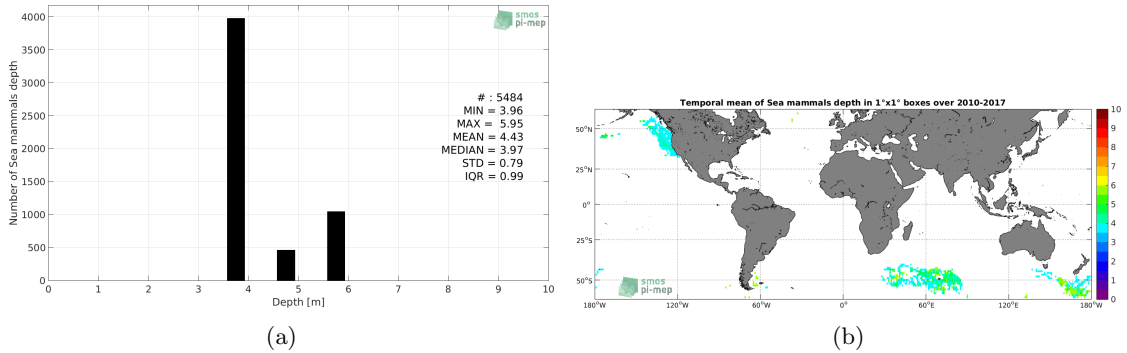 4000
3500
3000
2500
2000
1500
1000
500
0
Number of Sea mammals depth
smos
pi-mep
# : 5484
MIN = 3.96
MAX = 5.95
MEAN = 4.43
MEDIAN = 3.97
STD = 0.79
IQR = 0.99
0 1 2 3 4 5 6 7 8 9 10
Depth [m]
(a)
Temporal mean of Sea mammals depth in 1°x1° boxes over 2010-2017
50°N
25°N
0°
25°S
50°S
smos
pi-mep
180°W 120°W 60°W 0° 60°E 120°E 180°W
10
9
8
7
6
5
4
3
2
1
0
(b)